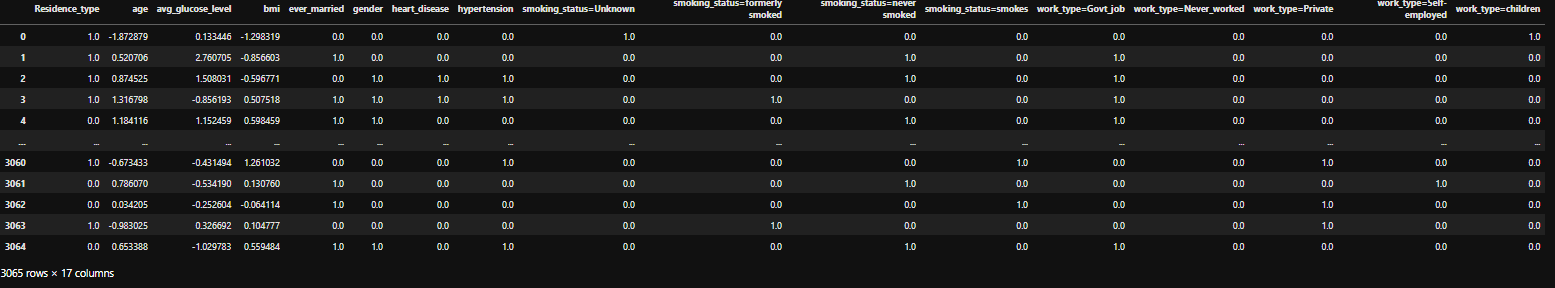 smoking_status=formerly smoking_status=never work_type=Self-
Residence_type age avg_glucose_level bmi ever_married gender heart_disease hypertension smoking_status=Unknown smoked smoked smoking_status=smokes work_type=Govt_job work_type=Never_worked work_type=Private employed work_type=children
0 1.0 -1.872879 0.133446 -1.298319 0.0 0.0 0.0 0.0 1.0 0.0 0.0 0.0 0.0 0.0 0.0 0.0 1.0
1 1.0 0.520706 2.760705 -0.856603 1.0 0.0 0.0 0.0 0.0 0.0 1.0 0.0 1.0 0.0 0.0 0.0 0.0
2 1.0 0.874525 1.508031 -0.596771 0.0 1.0 1.0 1.0 0.0 0.0 1.0 0.0 1.0 0.0 0.0 0.0 0.0
3 1.0 1.316798 -0.856193 0.507518 1.0 1.0 1.0 1.0 0.0 1.0 0.0 0.0 1.0 0.0 0.0 0.0 0.0
4 0.0 1.184116 1.152459 0.598459 1.0 1.0 0.0 0.0 0.0 0.0 1.0 0.0 1.0 0.0 0.0 0.0 0.0
... ... ... ... ... ... ... ... ... ... ... ... ... ... ... ... ... ...
3060 1.0 -0.673433 -0.431494 1.261032 0.0 0.0 0.0 1.0 0.0 0.0 0.0 1.0 0.0 0.0 1.0 0.0 0.0
3061 0.0 0.786070 -0.534190 0.130760 1.0 0.0 0.0 0.0 0.0 0.0 1.0 0.0 0.0 0.0 0.0 1.0 0.0
3062 0.0 0.034205 -0.252604 -0.064114 1.0 0.0 0.0 0.0 0.0 0.0 0.0 1.0 0.0 0.0 1.0 0.0 0.0
3063 1.0 -0.983025 0.326692 0.104777 0.0 0.0 0.0 0.0 0.0 1.0 0.0 0.0 0.0 0.0 1.0 0.0 0.0
3064 0.0 0.653388 -1.029783 0.559484 1.0 1.0 0.0 1.0 0.0 0.0 1.0 0.0 1.0 0.0 0.0 0.0 0.0
3065 rows × 17 columns